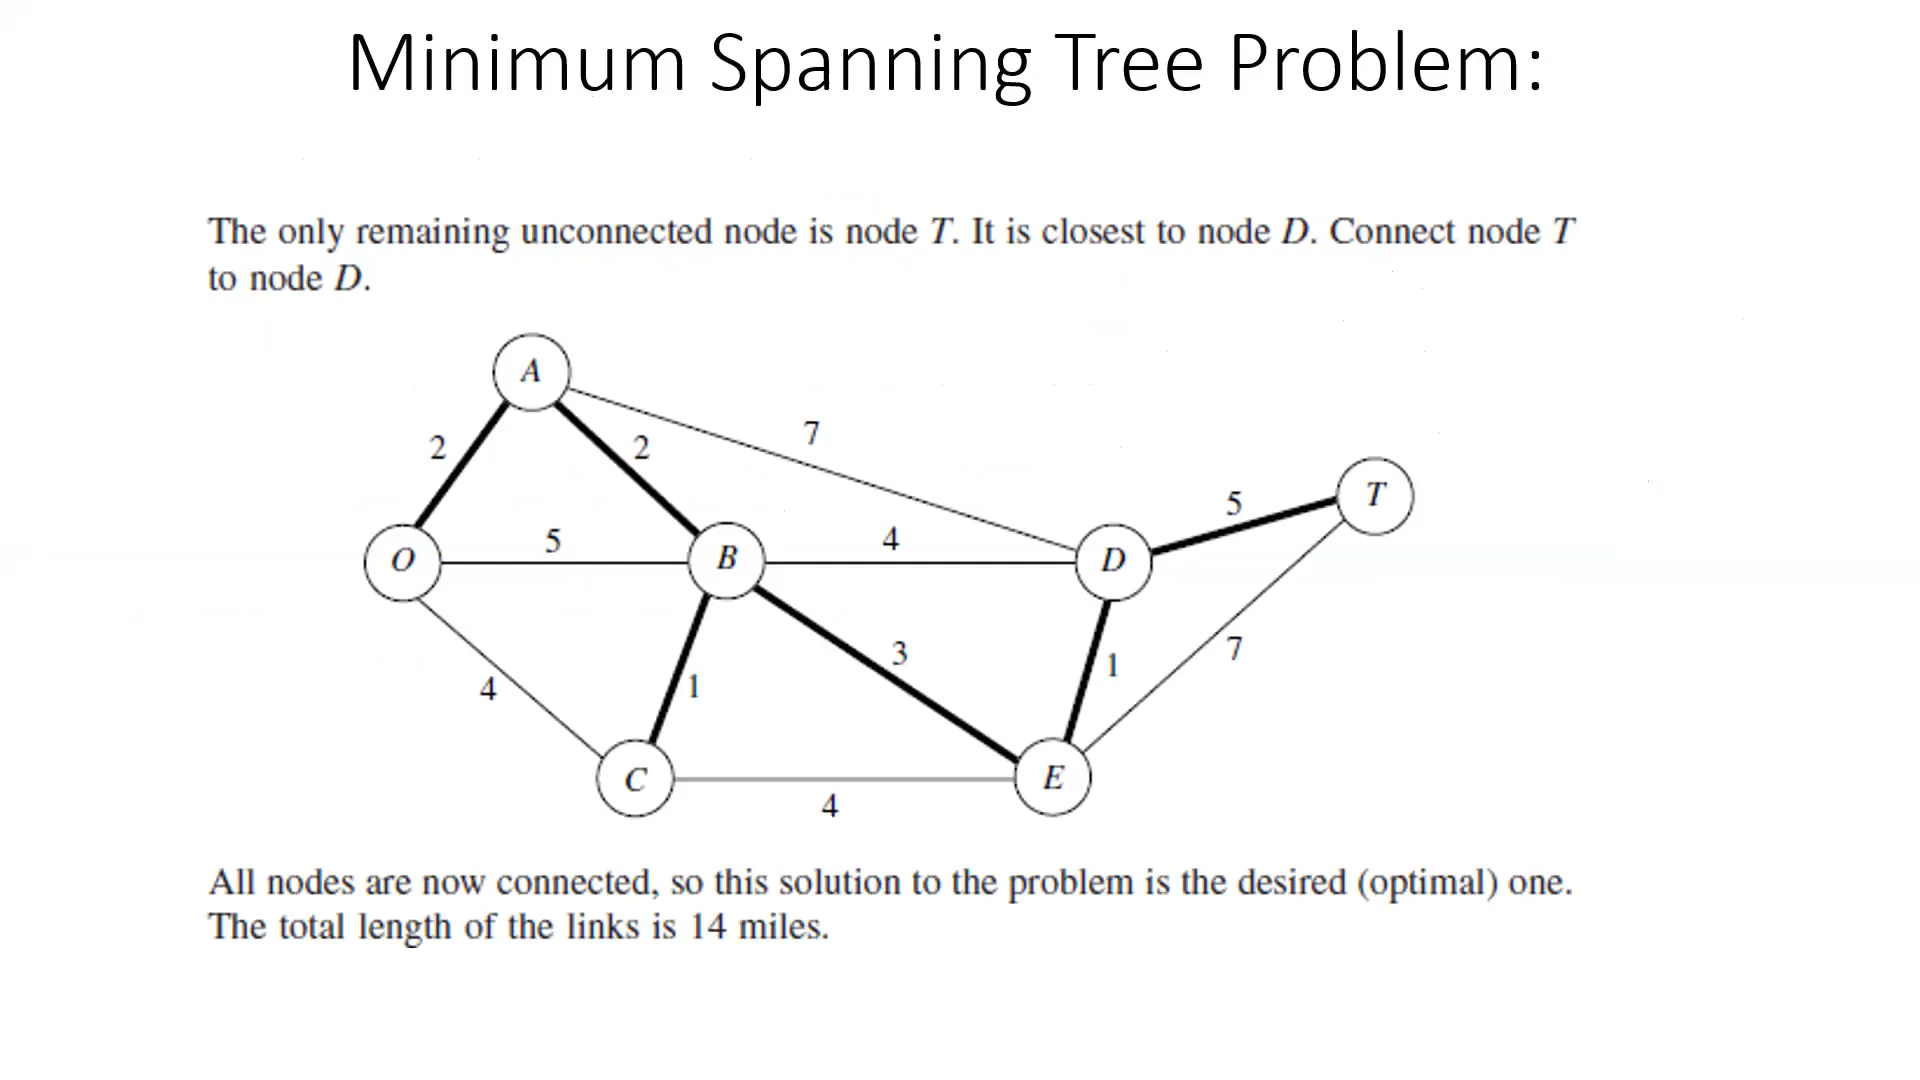 Minimum Spanning Tree Problem:
The only remaining unconnected node is node T. It is closest to node D. Connect node T
to node D.
A
2
2
7
5
T
O
5
B
4
D
4
1
3
1
7
C
4
E
All nodes are now connected, so this solution to the problem is the desired (optimal) one.
The total length of the links is 14 miles.